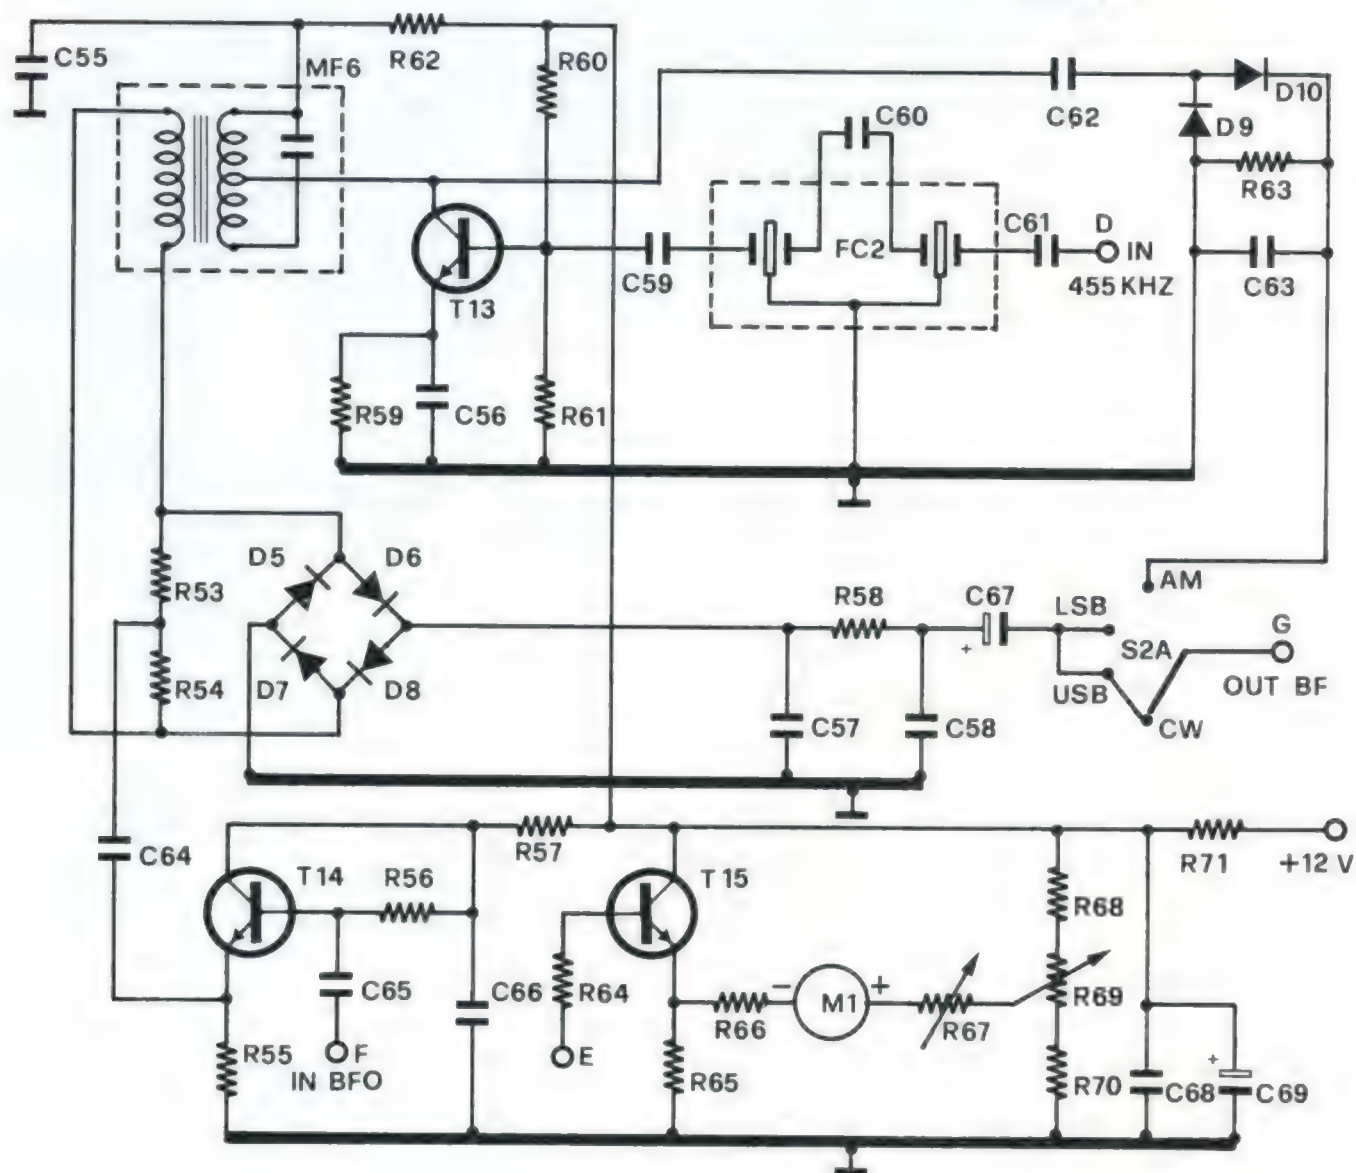 C55
MF6
R62
R60
C62
D10
D9
R63
C63
C60
FC2
C61
D
IN
455 KHZ
C59
T13
R59
C56
R61
D5
D6
D7
D8
R53
R54
R58
C67
+
LSB
AM
S2A
USB
CW
G
OUT BF
C57
C58
C64
T14
R56
R57
T15
R71
+12 V
R68
R69
R70
C65
C66
R64
R66
-
M1
+
R67
R55
F
IN BFO
E
R65
C68
+
C69